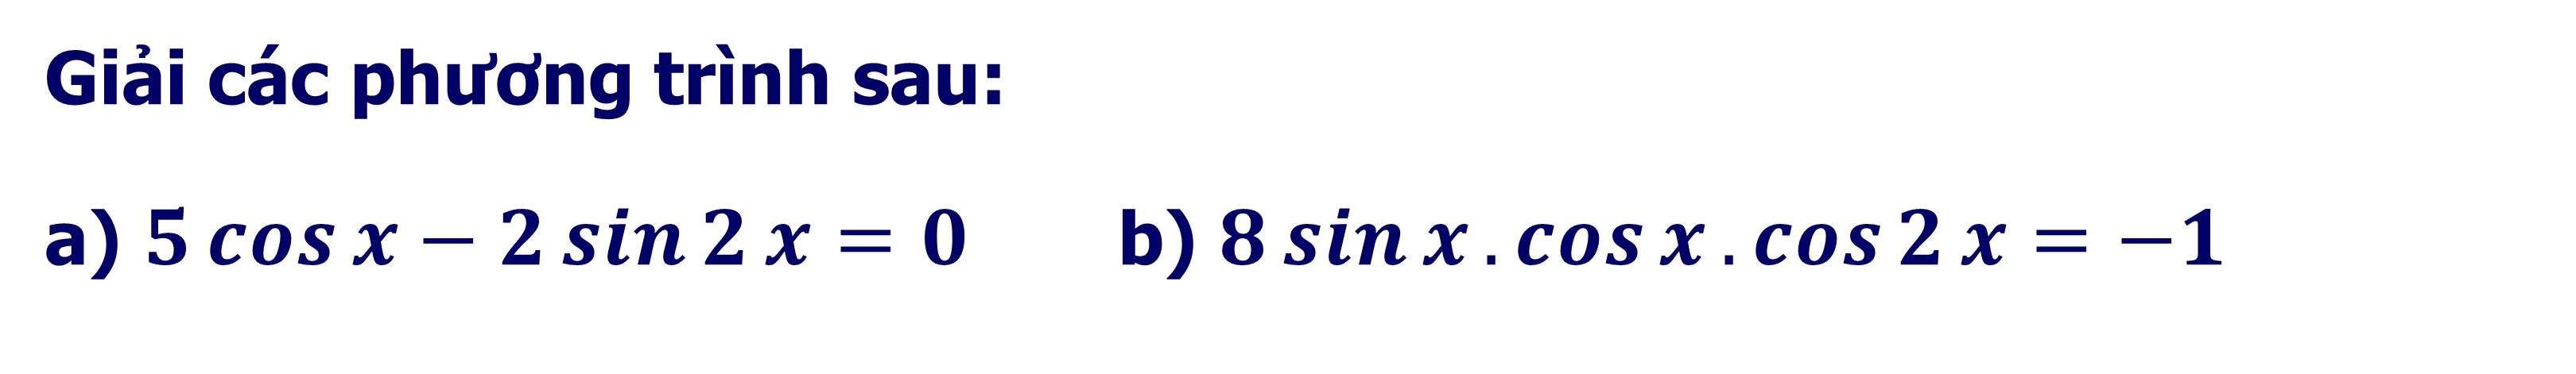 Giải các phương trình sau:
a) 5 cos x − 2 sin 2 x = 0 b) 8 sin x . cos x . cos 2 x = −1